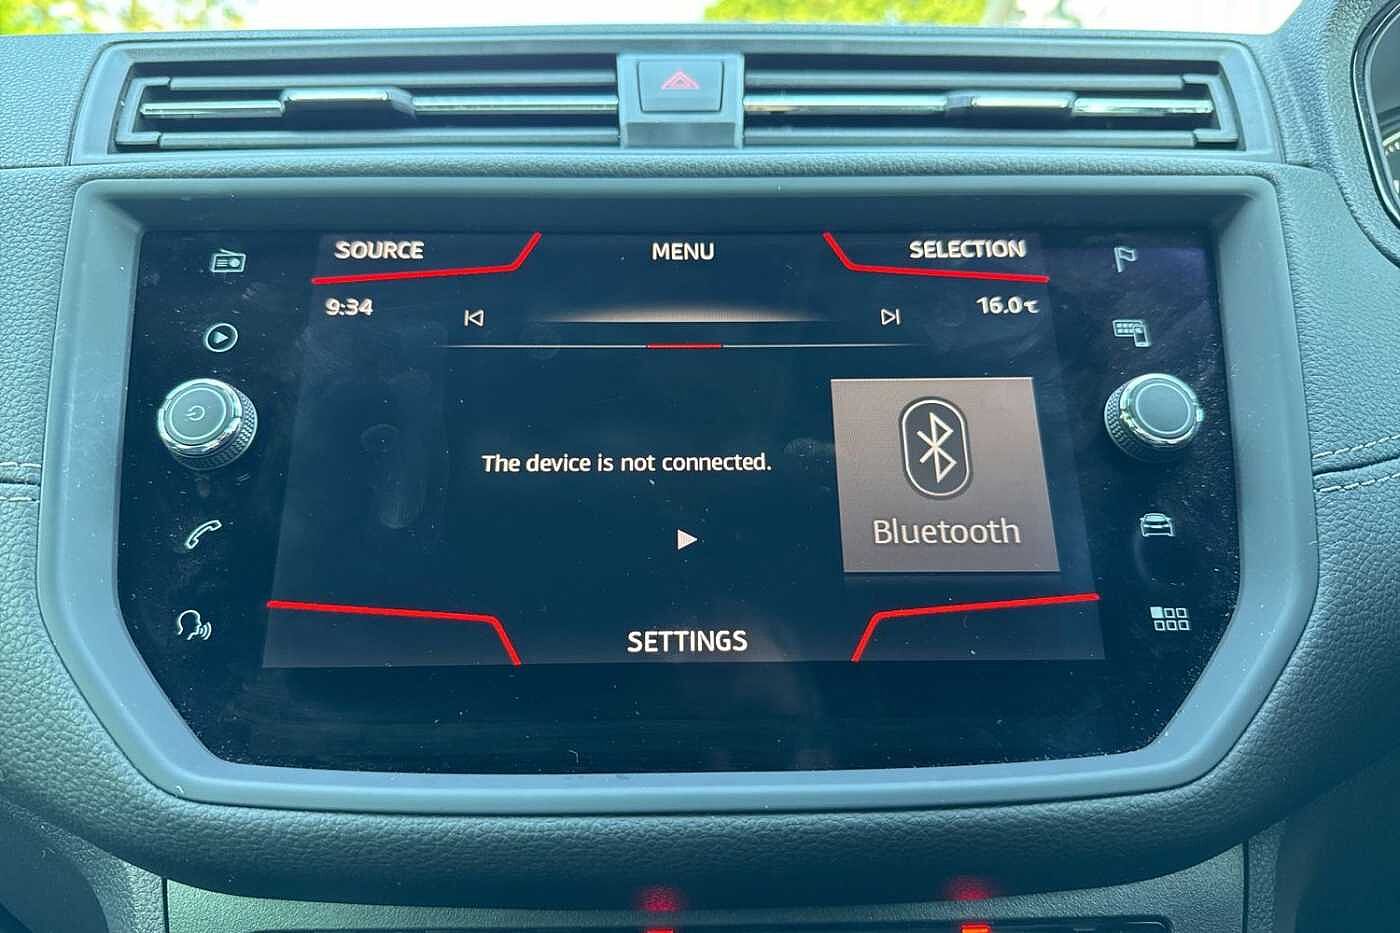 SOURCE
MENU
SELECTION
9:34
16.0℃
The device is not connected.
Bluetooth
SETTINGS